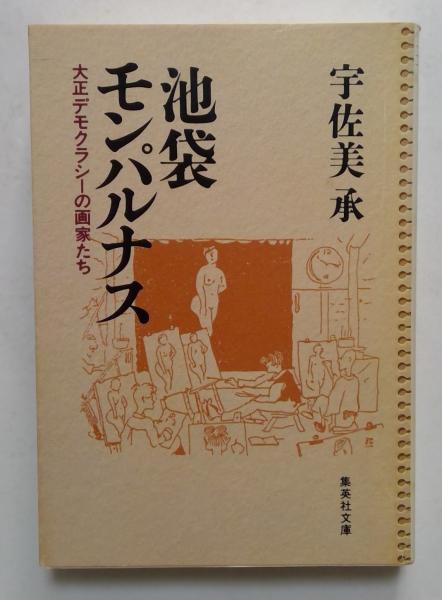 宇佐美承
池袋
モンパルナス
大正デモクラシーの画家たち
集英社文庫